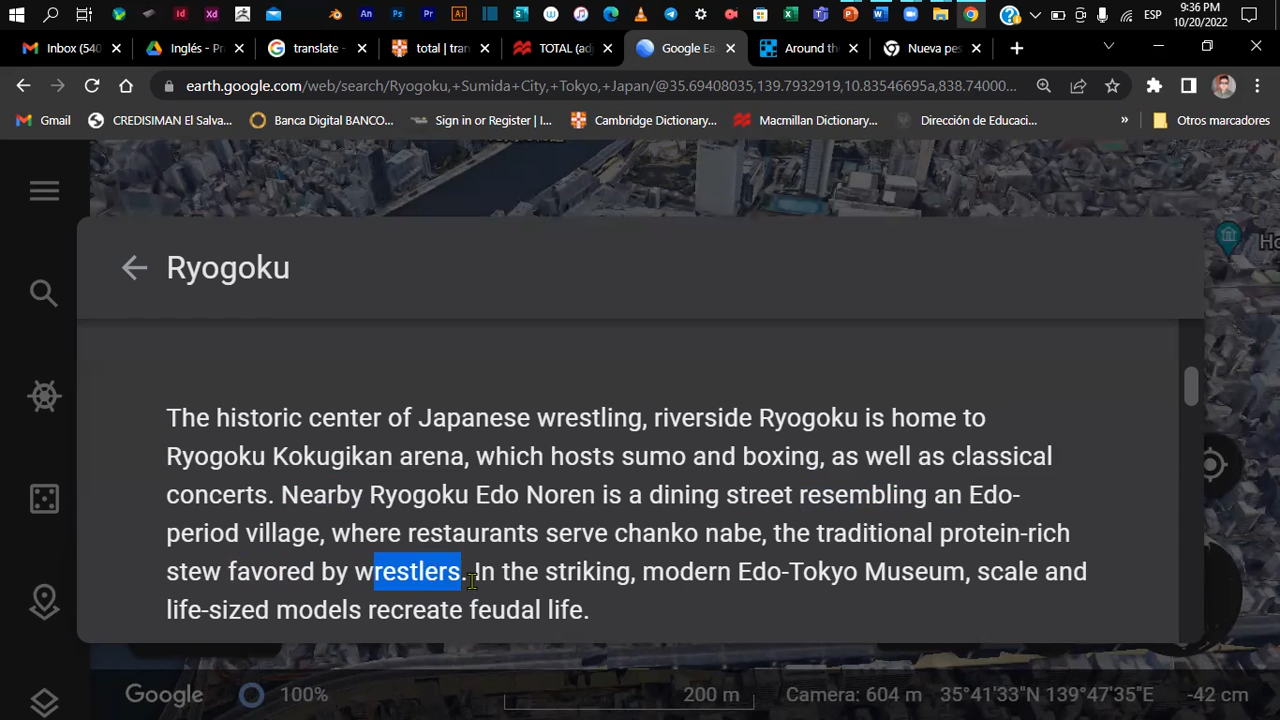 9:36 PM
ESP
10/20/2022
Inbox (540
Inglés - Pr
translate -
total | tran
TOTAL (adj
Google Ea
Around th
Nueva pes
earth.google.com/web/search/Ryogoku,+Sumida+City,+Tokyo,+Japan/@35.69408035,139.7932919,10.83546695a,838.74000...
Gmail
CREDISIMAN El Salva...
Banca Digital BANCO...
Sign in or Register | I...
Cambridge Dictionary...
Macmillan Dictionary...
Dirección de Educaci...
»
Otros marcadores
Ho
Ryogoku
The historic center of Japanese wrestling, riverside Ryogoku is home to
Ryogoku Kokugikan arena, which hosts sumo and boxing, as well as classical
concerts. Nearby Ryogoku Edo Noren is a dining street resembling an Edo-
period village, where restaurants serve chanko nabe, the traditional protein-rich
stew favored by wrestlers. In the striking, modern Edo-Tokyo Museum, scale and
life-sized models recreate feudal life.
Google
100%
200 m
Camera: 604 m
35°41'33"N 139°47'35"E
-42 cm